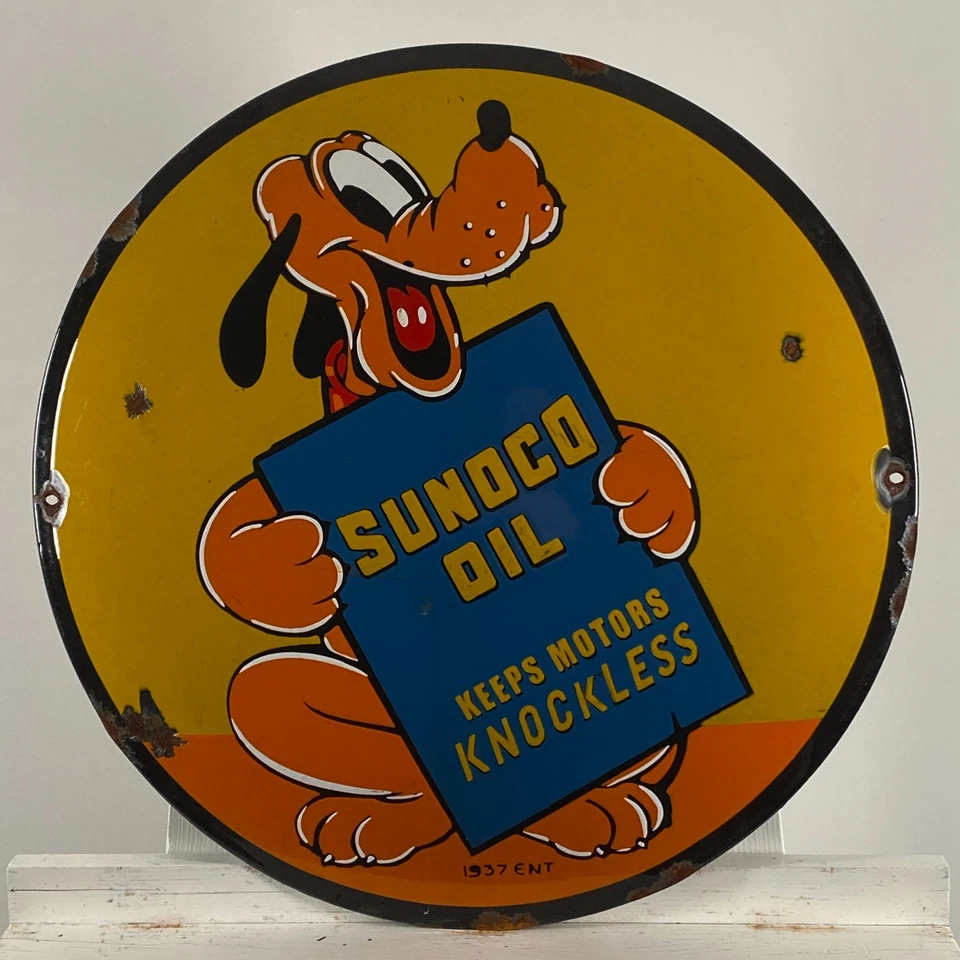 SUNOCO
OIL
KEEPS MOTORS
KNOCKLESS
1937 ENT